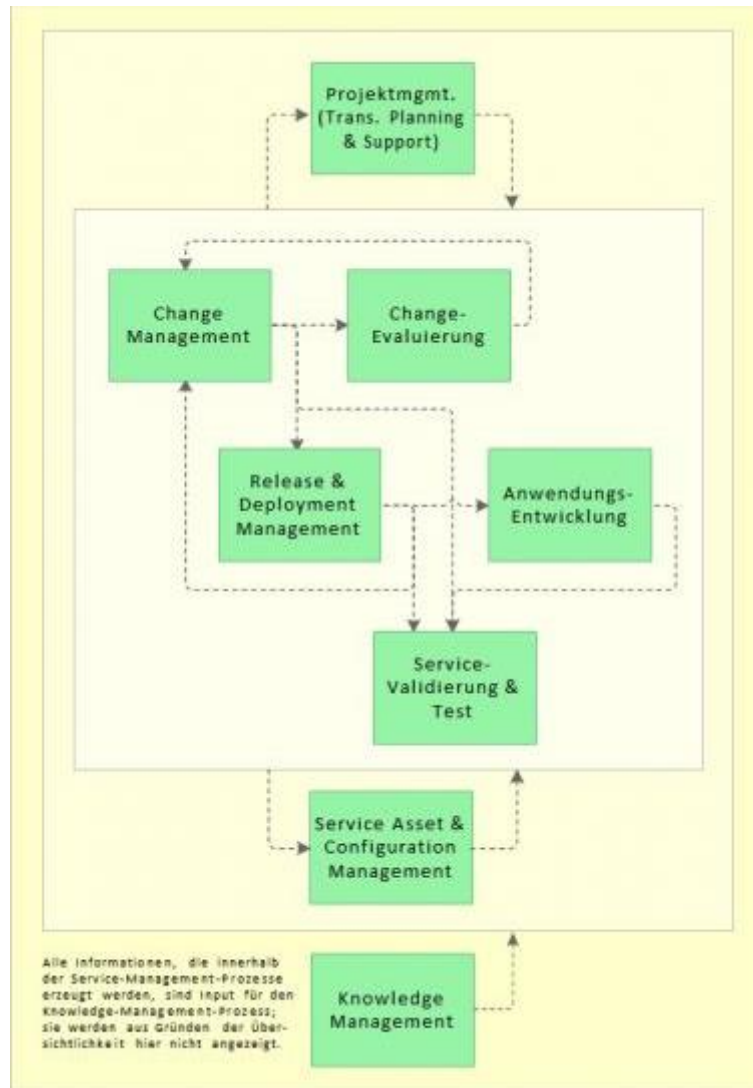 Projektmgmt.
(Trans. Planning
& Support)
Change
Management
Change-
Evaluierung
Release &
Deployment
Management
Anwendungs-
Entwicklung
Service-
Validierung &
Test
Service Asset &
Configuration
Management
Alle Informationen, die innerhalb
der Service-Management-Prozesse
erzeugt werden, sind Input für den
Knowledge-Management-Prozess;
sie werden aus Gründen der Über-
sichtlichkeit hier nicht angezeigt.
Knowledge
Management